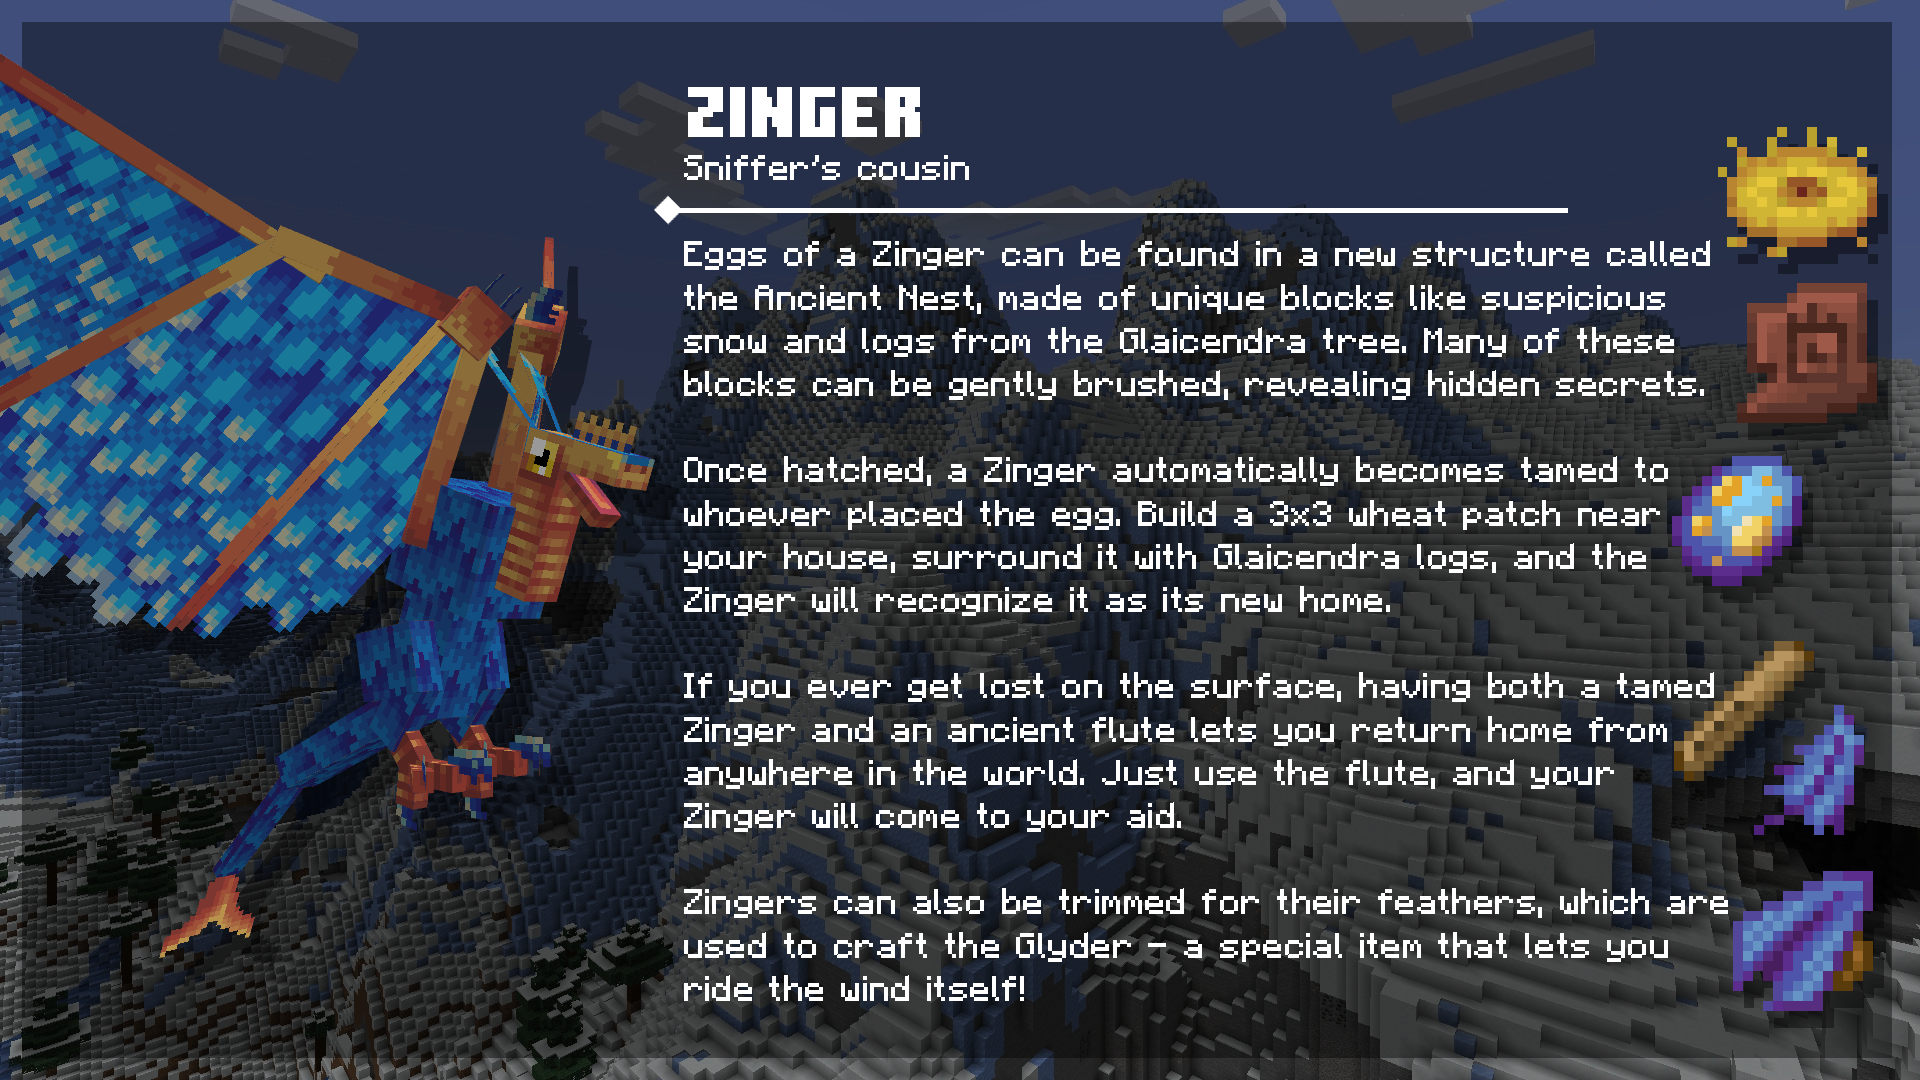 ZINGER
Sniffer's cousin
Eggs of a Zinger can be found in a new structure called
the Ancient Nest, made of unique blocks like suspicious
snow and logs from the Glaicendra tree. Many of these
blocks can be gently brushed, revealing hidden secrets.
Once hatched, a Zinger automatically becomes tamed to
whoever placed the egg. Build a 3x3 wheat patch near
your house, surround it with Glaicendra logs, and the
Zinger will recognize it as its new home.
If you ever get lost on the surface, having both a tamed
Zinger and an ancient flute lets you return home from
anywhere in the world. Just use the flute, and your
Zinger will come to your aid.
Zingers can also be trimmed for their feathers, which are
used to craft the Glyder – a special item that lets you
ride the wind itself!